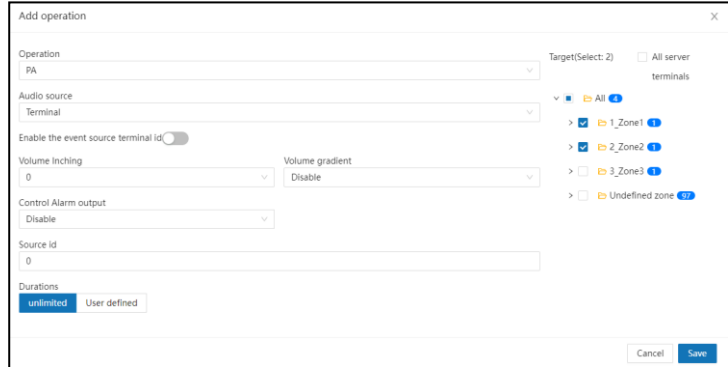 Add operation
Operation
PA
Audio source
Terminal
Enable the event source terminal id
Volume Inching
Volume gradient
0
Disable
Control Alarm output
Disable
Source id
0
Durations
unlimited
User defined
Target(Select: 2)
All server
terminals
All 4
1_Zone1 1
2_Zone2 1
3_Zone3 1
Undefined zone 97
Cancel
Save